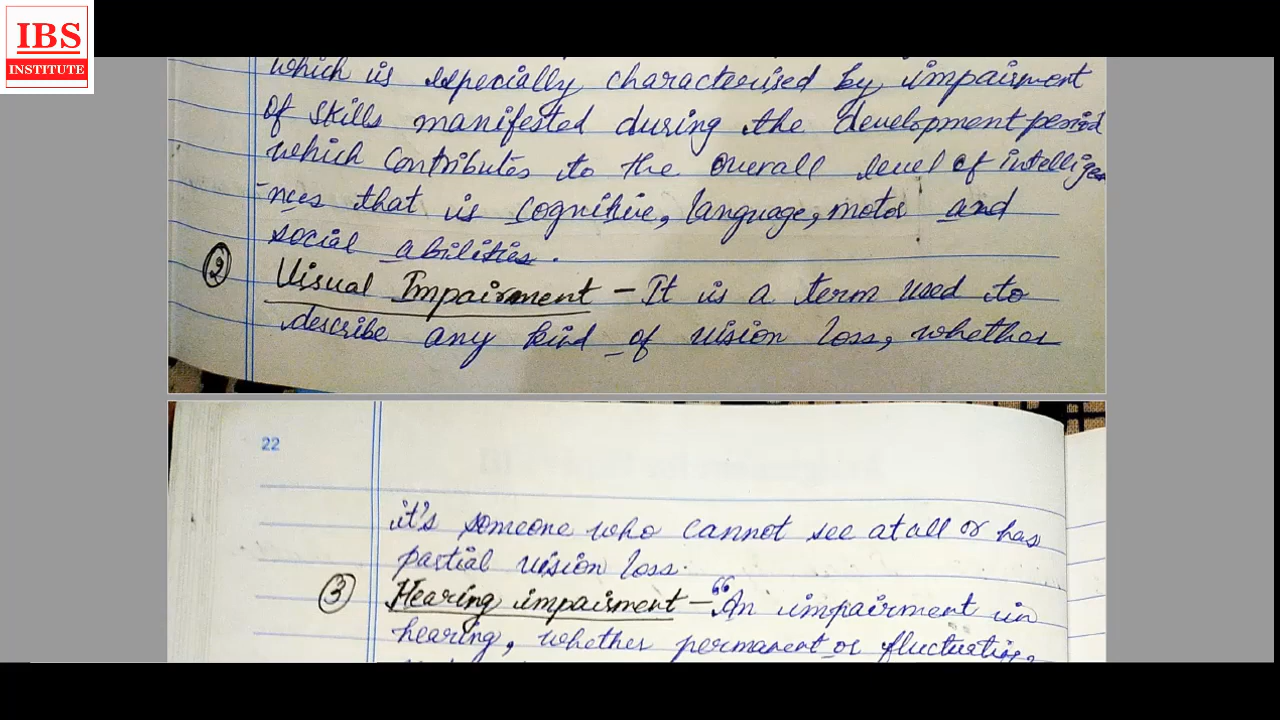 IBS
INSTITUTE
which is especially characterised by impairment
of skills manifested during the development period
which contributes to the overall level of intellige
-nces that is cognitive, language, motor and
social abilities.
② Visual Impairment - It is a term used to
describe any kind of vision loss, whether
22
it's someone who cannot see at all or has
partial vision loss.
③ Hearing impairment - "An impairment in
hearing, whether permanent or fluctuating,